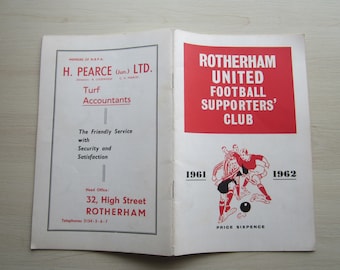 H. PEARCE (Jun.) LTD.
Turf
Accountants
The Friendly Service
with
Security and
Satisfaction
Head Office:
32, High Street
ROTHERHAM
ROTHERHAM
UNITED
FOOTBALL
SUPPORTERS'
CLUB
1961 1962
PRICE SIXPENCE